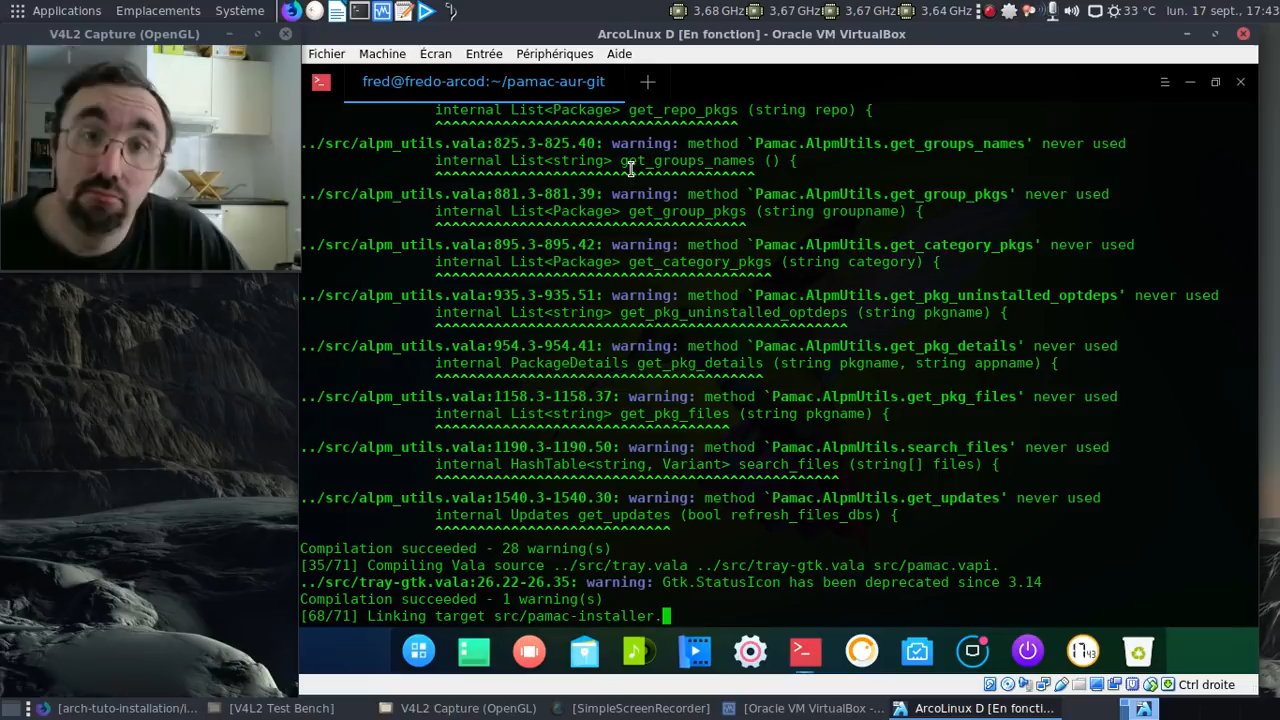 Applications
Emplacements
Système
3,68 GHz
3,67 GHz
3,67 GHz
3,64 GHz
33 °C
lun. 17 sept., 17:43
V4L2 Capture (OpenGL)
ArcoLinux D [En fonction] - Oracle VM VirtualBox
Fichier Machine Écran Entrée Périphériques Aide
fred@fredo-arcod:~/pamac-aur-git
internal List<Package> get_repo_pkgs (string repo) {
^^^^^^^^^^^^^^^^^^^^^^^^^^^^^^^^^^^^
../src/alpm_utils.vala:825.3-825.40: warning: method `Pamac.AlpmUtils.get_groups_names' never used
internal List<string> get_groups_names () {
^^^^^^^^^^^^^^^^^^^^^^^^^^^^^^^^^^^^^^
../src/alpm_utils.vala:881.3-881.39: warning: method `Pamac.AlpmUtils.get_group_pkgs' never used
internal List<Package> get_group_pkgs (string groupname) {
^^^^^^^^^^^^^^^^^^^^^^^^^^^^^^^^^^^^^
../src/alpm_utils.vala:895.3-895.42: warning: method `Pamac.AlpmUtils.get_category_pkgs' never used
internal List<Package> get_category_pkgs (string category) {
^^^^^^^^^^^^^^^^^^^^^^^^^^^^^^^^^^^^^^^^
../src/alpm_utils.vala:935.3-935.51: warning: method `Pamac.AlpmUtils.get_pkg_uninstalled_optdeps' never used
internal List<string> get_pkg_uninstalled_optdeps (string pkgname) {
^^^^^^^^^^^^^^^^^^^^^^^^^^^^^^^^^^^^^^^^^^^^^^^^^
../src/alpm_utils.vala:954.3-954.41: warning: method `Pamac.AlpmUtils.get_pkg_details' never used
internal PackageDetails get_pkg_details (string pkgname, string appname) {
^^^^^^^^^^^^^^^^^^^^^^^^^^^^^^^^^^^^^^^
../src/alpm_utils.vala:1158.3-1158.37: warning: method `Pamac.AlpmUtils.get_pkg_files' never used
internal List<string> get_pkg_files (string pkgname) {
^^^^^^^^^^^^^^^^^^^^^^^^^^^^^^^^^^^
../src/alpm_utils.vala:1190.3-1190.50: warning: method `Pamac.AlpmUtils.search_files' never used
internal HashTable<string, Variant> search_files (string[] files) {
^^^^^^^^^^^^^^^^^^^^^^^^^^^^^^^^^^^^^^^^^^^^^^^^
../src/alpm_utils.vala:1540.3-1540.30: warning: method `Pamac.AlpmUtils.get_updates' never used
internal Updates get_updates (bool refresh_files_dbs) {
^^^^^^^^^^^^^^^^^^^^^^^^^^^^
Compilation succeeded - 28 warning(s)
[35/71] Compiling Vala source ../src/tray.vala ../src/tray-gtk.vala src/pamac.vapi.
../src/tray-gtk.vala:26.22-26.35: warning: Gtk.StatusIcon has been deprecated since 3.14
Compilation succeeded - 1 warning(s)
[68/71] Linking target src/pamac-installer.
17 43
Ctrl droite
[arch-tuto-installation/i...
[V4L2 Test Bench]
V4L2 Capture (OpenGL)
[SimpleScreenRecorder]
[Oracle VM VirtualBox -...
ArcoLinux D [En foncti...